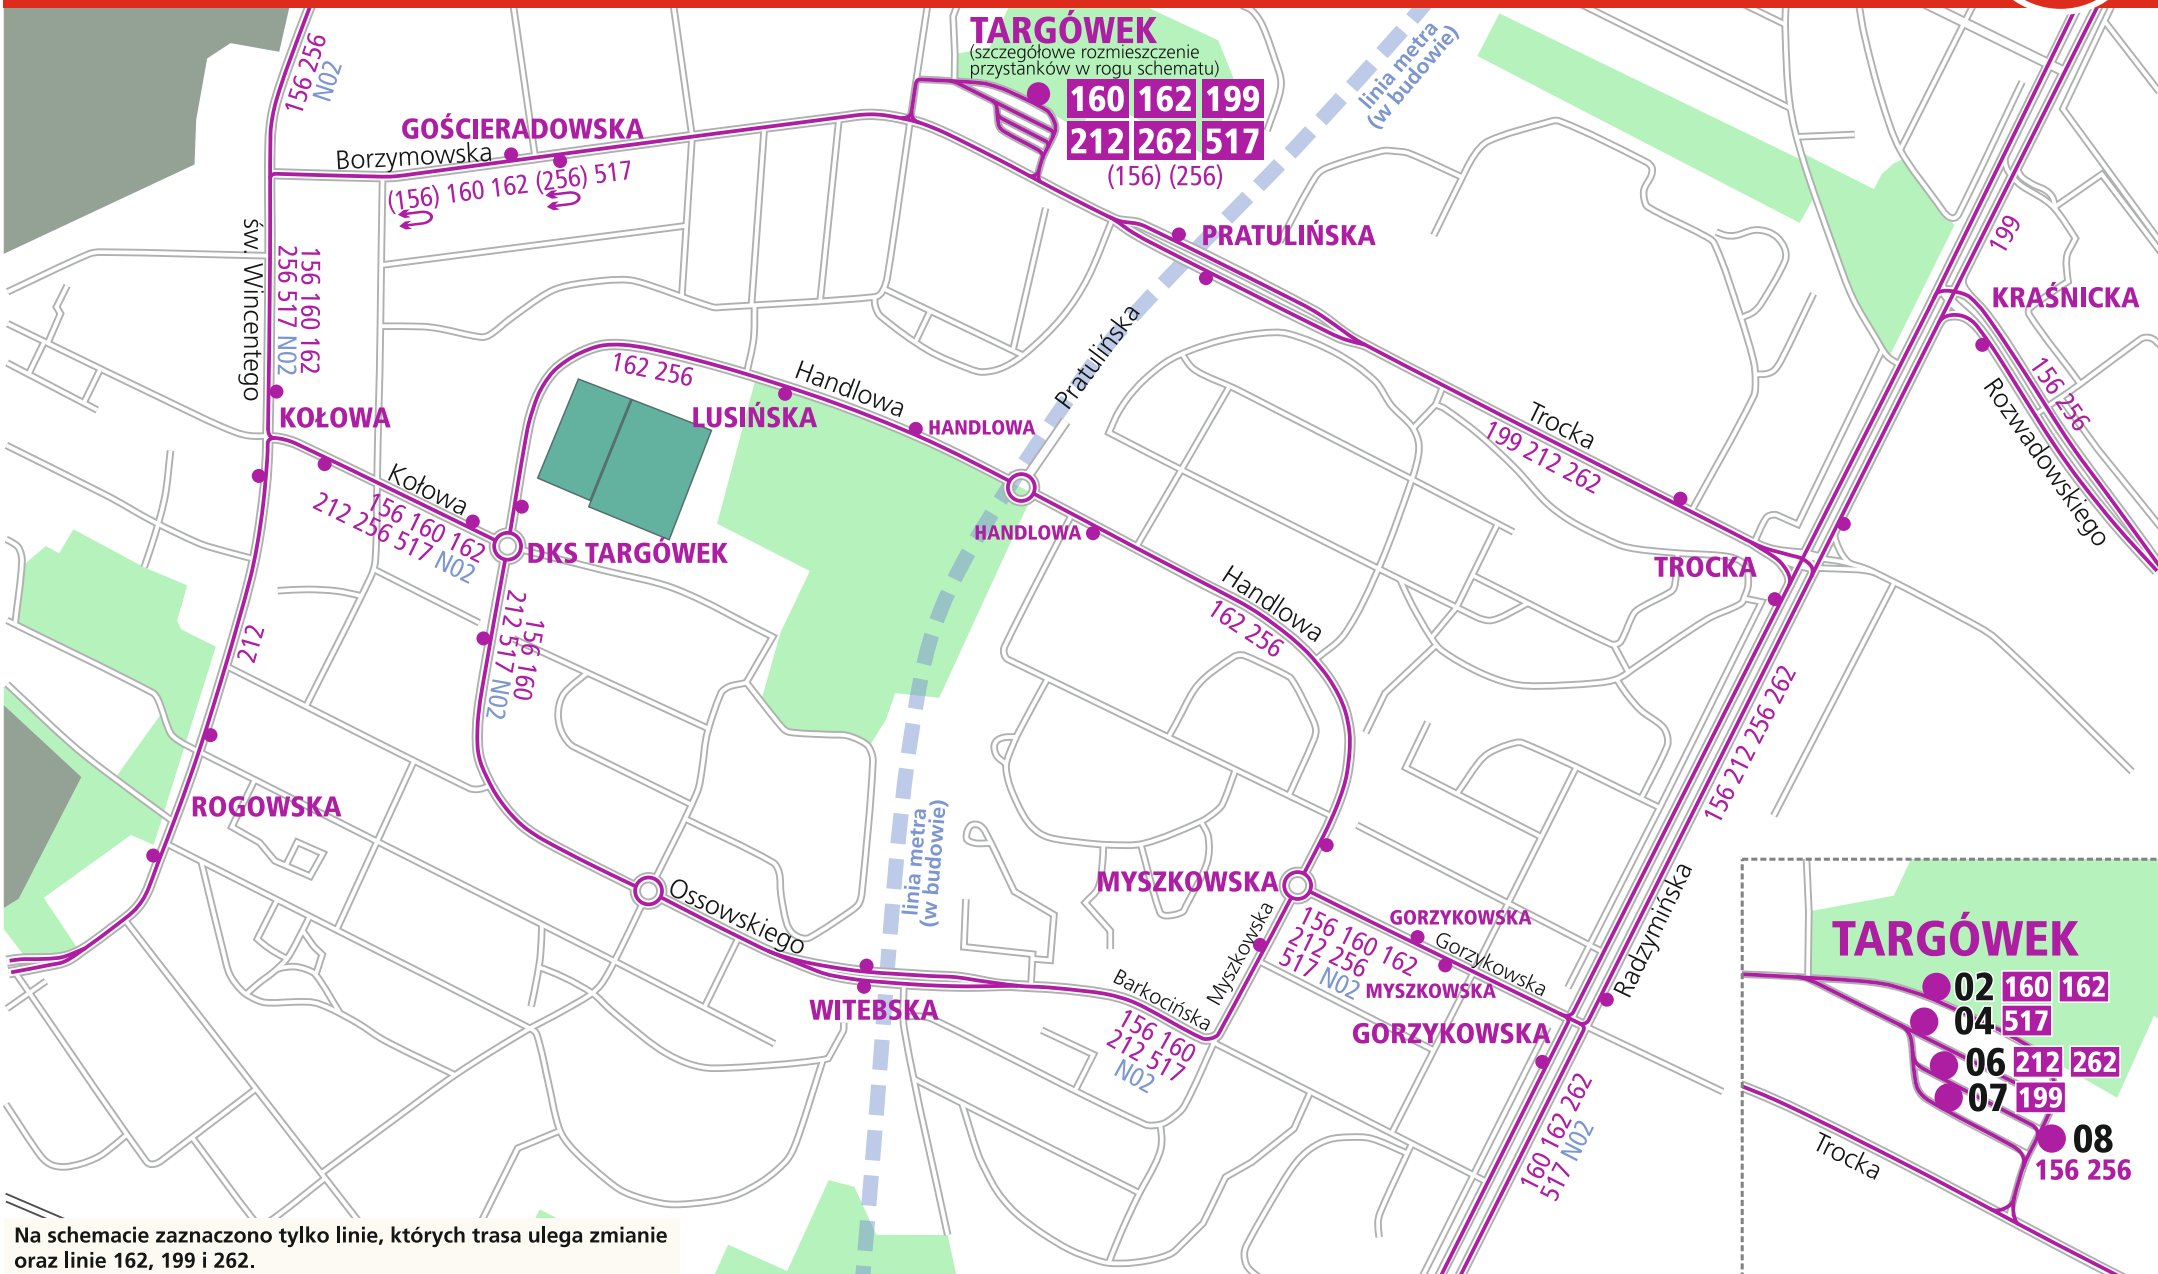 156 256
N02
TARGÓWEK
(szczegółowe rozmieszczenie
przystanków w rogu schematu)
160 162 199
212 262 517
(156) (256)
linia metra
(w budowie)
GOŚCIERADOWSKA
Borzymowska
(156) 160 162 (256) 517
PRATULIŃSKA
199
KRAŚNICKA
św. Wincentego
156 160 162
256 517 N02
KOŁOWA
162 256
LUSIŃSKA
Handlowa
HANDLOWA
Pratulińska
Trocka
199 212 262
156 256
Rozwadowskiego
Kołowa
156 160 162
212 256 517 N02
DKS TARGÓWEK
HANDLOWA
TROCKA
Handlowa
162 256
212
156 160
212 517 N02
156 212 256 262
ROGOWSKA
linia metra
(w budowie)
Ossowskiego
MYSZKOWSKA
Myszkowska
156 160 162
212 256
517 N02
GORZYKOWSKA
Gorzykowska
MYSZKOWSKA
Radzymińska
WITEBSKA
Barkocińska
156 160
212 517
N02
GORZYKOWSKA
160 162 262
517 N02
TARGÓWEK
02 160 162
04 517
06 212 262
07 199
08
156 256
Trocka
Na schemacie zaznaczono tylko linie, których trasa ulega zmianie
oraz linie 162, 199 i 262.